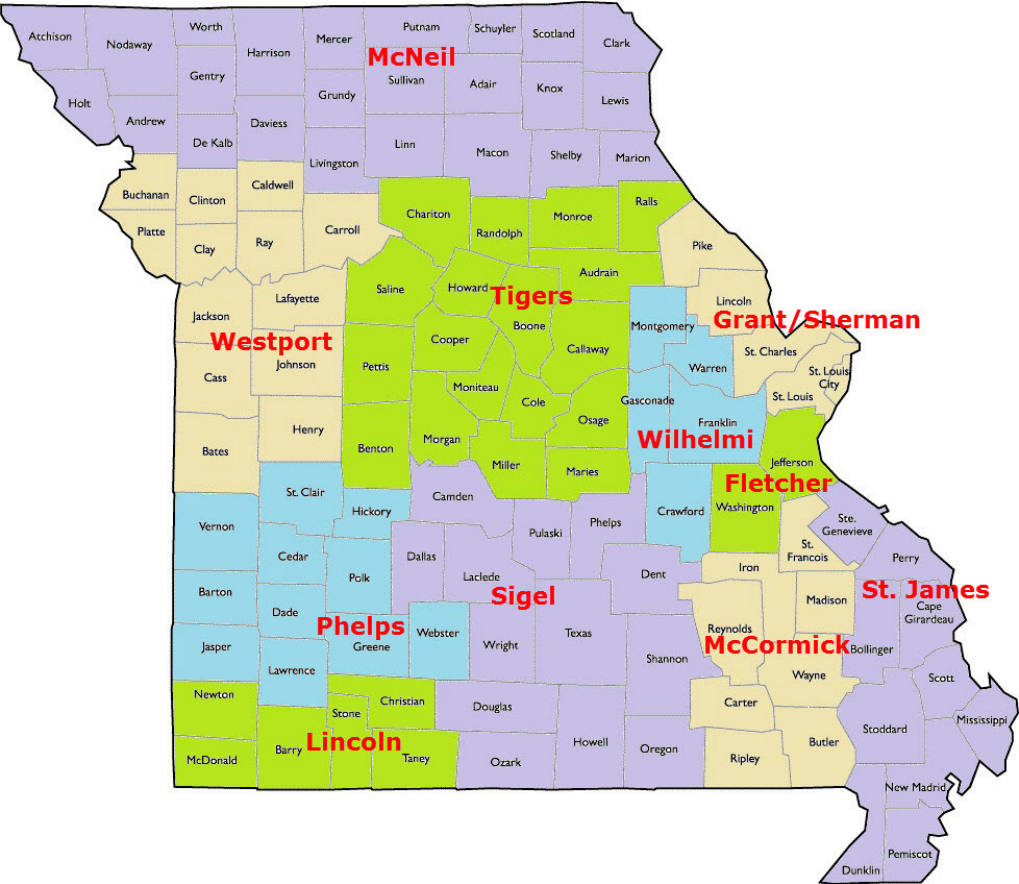 Atchison
Nodaway
Worth
Harrison
Mercer
Putnam
Schuyler
Scotland
Clark
McNeil
Gentry
Sullivan
Adair
Knox
Lewis
Holt
Grundy
Andrew
Daviess
De Kalb
Linn
Macon
Shelby
Marion
Livingston
Buchanan
Clinton
Caldwell
Chariton
Ralls
Monroe
Randolph
Carroll
Platte
Clay
Ray
Pike
Audrain
Saline
Howard
Tigers
Lafayette
Lincoln
Jackson
Boone
Montgomery
Grant/Sherman
Westport
Cooper
Callaway
St. Charles
Johnson
Pettis
Warren
St. Louis
City
Cass
Moniteau
Cole
Gasconade
St. Louis
Osage
Franklin
Henry
Morgan
Wilhelmi
Bates
Benton
Miller
Maries
Jefferson
Fletcher
St. Clair
Camden
Washington
Hickory
Crawford
Vernon
Phelps
Pulaski
Ste.
Genevieve
Cedar
Dallas
St.
Francois
Perry
Polk
Laclede
Dent
Iron
Barton
Sigel
St. James
Dade
Madison
Cape
Girardeau
Phelps
Webster
Texas
Reynolds
Jasper
Greene
Wright
McCormick
Bollinger
Shannon
Lawrence
Wayne
Scott
Newton
Christian
Stone
Douglas
Carter
Mississippi
Stoddard
Lincoln
Howell
Butler
Barry
Oregon
McDonald
Taney
Ozark
Ripley
New Madrid
Pemiscot
Dunklin